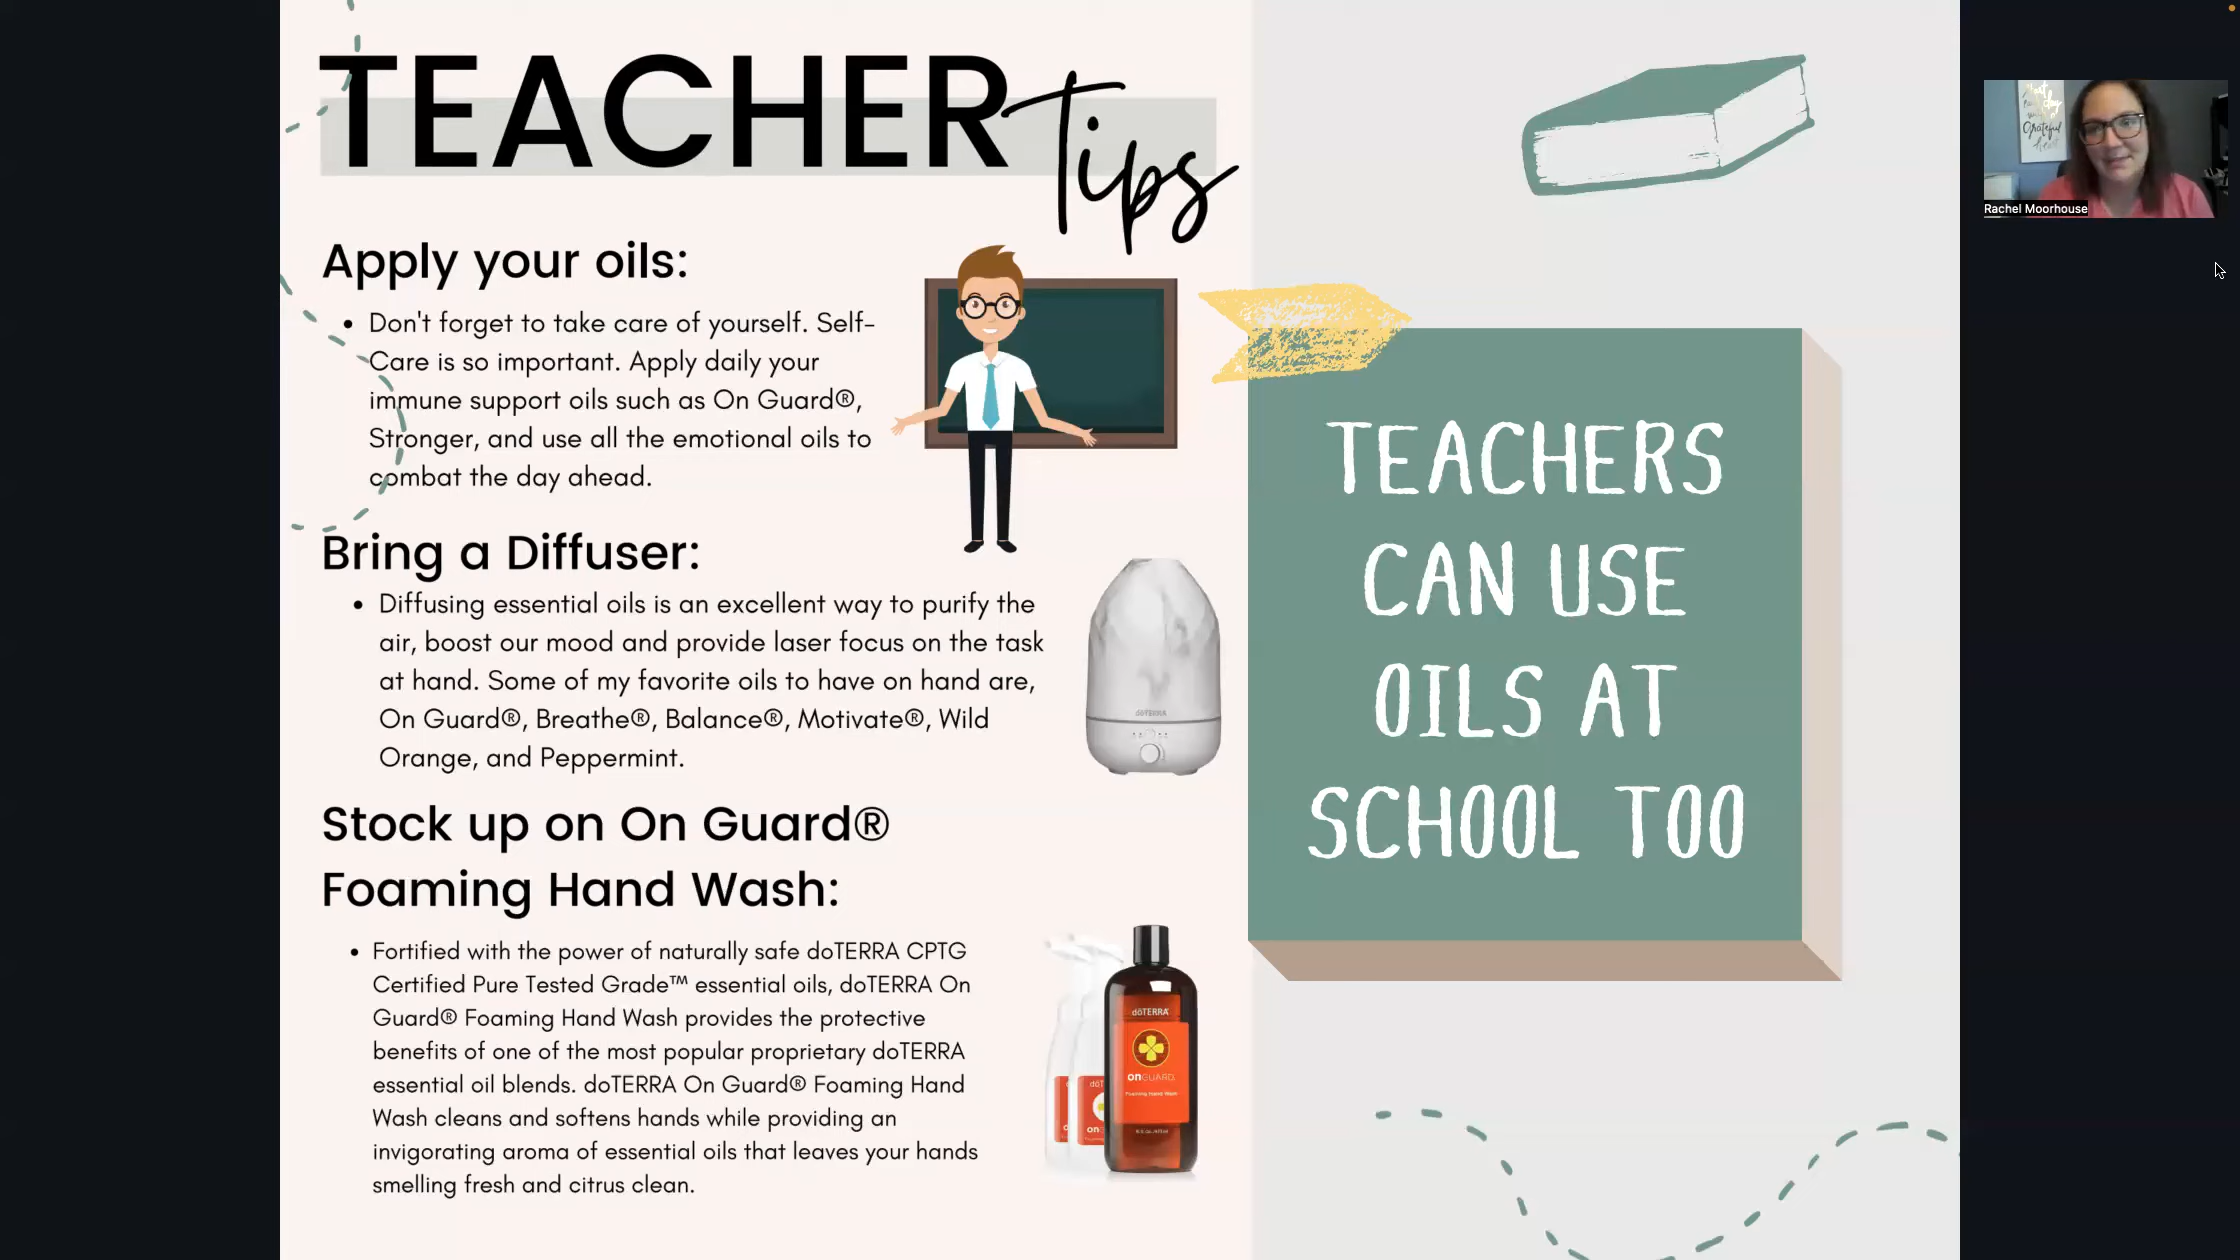 TEACHER
Tips
Apply your oils:
• Don't forget to take care of yourself. Self-
Care is so important. Apply daily your
immune support oils such as On Guard®,
Stronger, and use all the emotional oils to
combat the day ahead.
Bring a Diffuser:
• Diffusing essential oils is an excellent way to purify the
air, boost our mood and provide laser focus on the task
at hand. Some of my favorite oils to have on hand are,
On Guard®, Breathe®, Balance®, Motivate®, Wild
Orange, and Peppermint.
dōTERRA
Stock up on On Guard®
Foaming Hand Wash:
• Fortified with the power of naturally safe doTERRA CPTG
Certified Pure Tested Grade™ essential oils, doTERRA On
Guard® Foaming Hand Wash provides the protective
benefits of one of the most popular proprietary doTERRA
essential oil blends. doTERRA On Guard® Foaming Hand
Wash cleans and softens hands while providing an
invigorating aroma of essential oils that leaves your hands
smelling fresh and citrus clean.
dōTERRA
onGUARD
Foaming Hand Wash
TEACHERS
CAN USE
OILS AT
SCHOOL TOO
Grateful
heart
Rachel Moorhouse